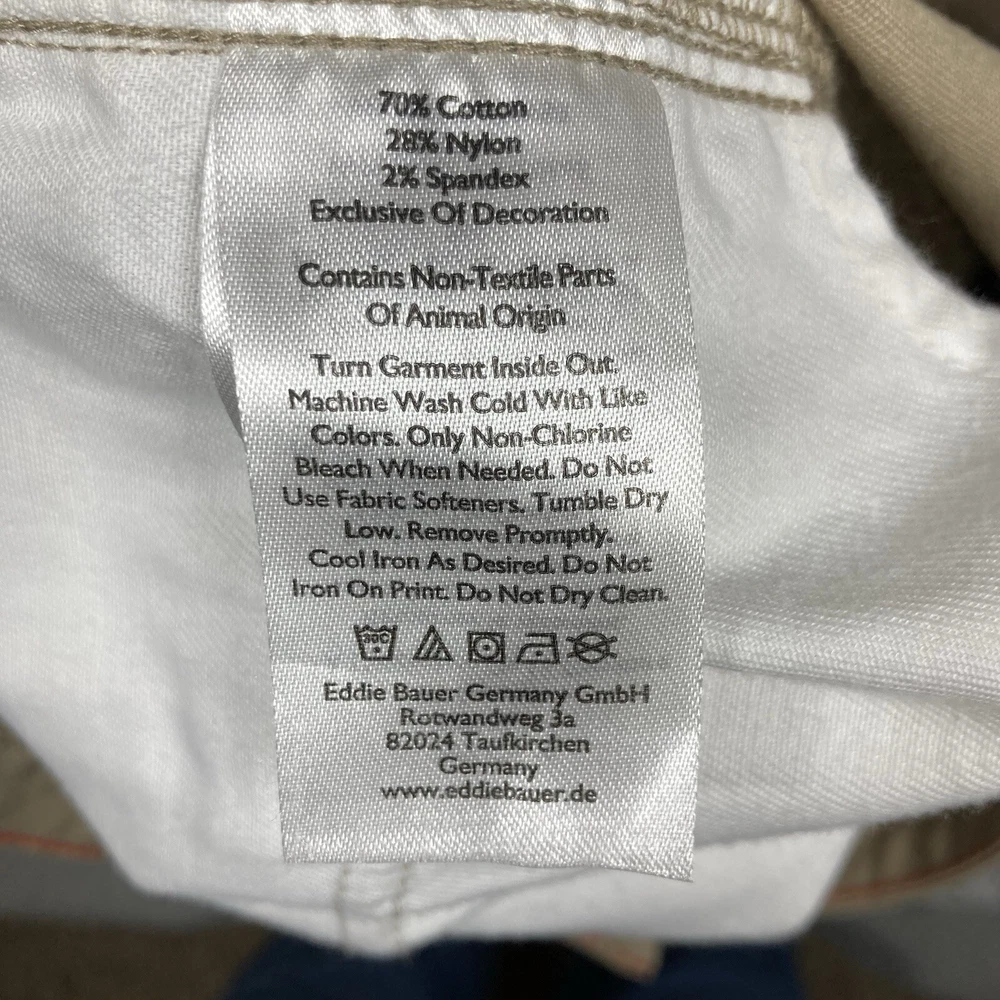 70% Cotton
28% Nylon
2% Spandex
Exclusive Of Decoration
Contains Non-Textile Parts
Of Animal Origin
Turn Garment Inside Out.
Machine Wash Cold With Like
Colors. Only Non-Chlorine
Bleach When Needed. Do Not
Use Fabric Softeners. Tumble Dry
Low. Remove Promptly.
Cool Iron As Desired. Do Not
Iron On Print. Do Not Dry Clean.
30C
Eddie Bauer Germany GmbH
Rotwandweg 3a
82024 Taufkirchen
Germany
www.eddiebauer.de